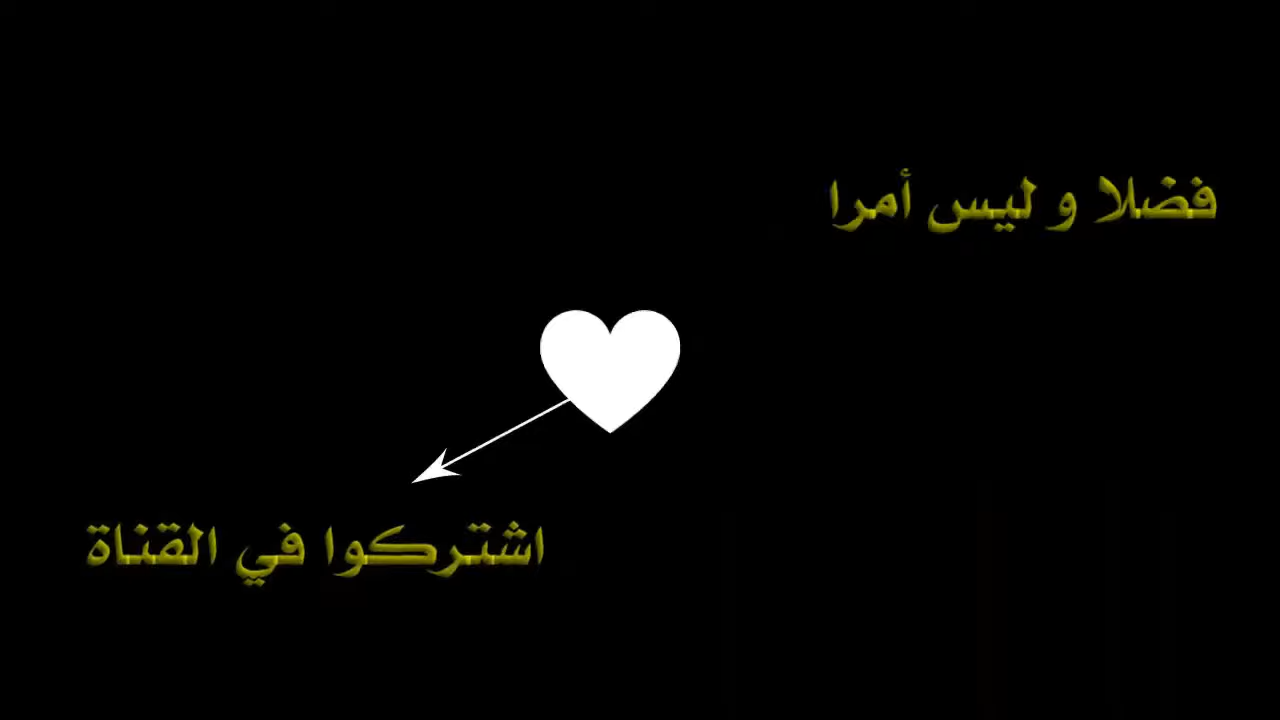 فضلا و ليس أمرا
اشتركوا في القناة